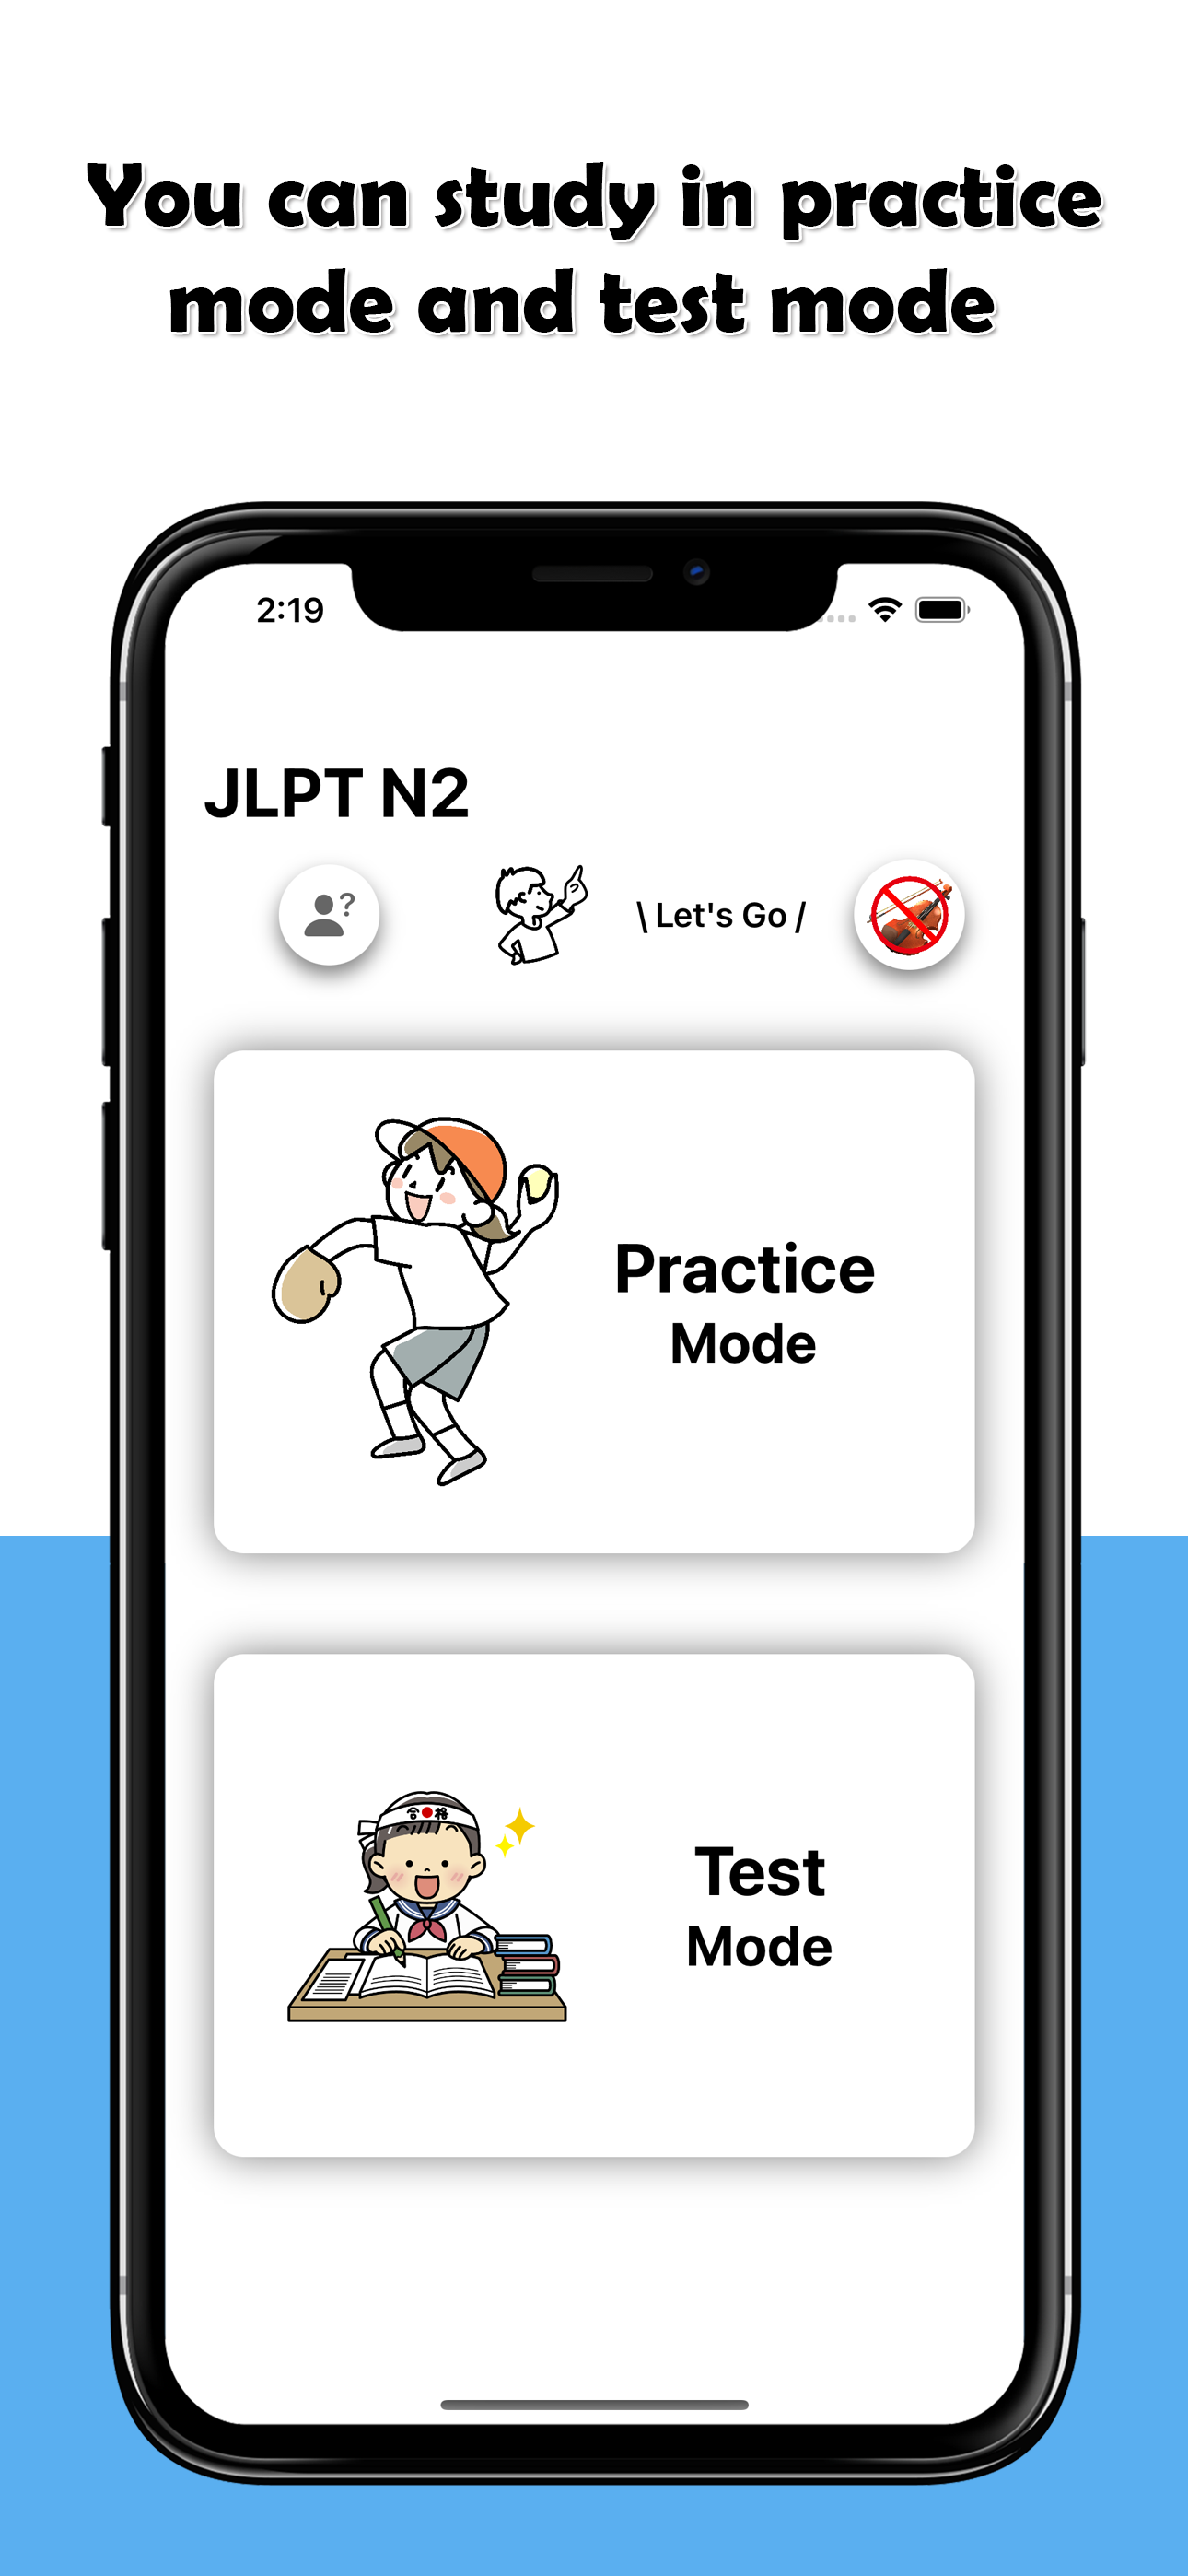 You can study in practice
mode and test mode
2:19
JLPT N2
?
\ Let's Go /
Practice
Mode
合格
Test
Mode